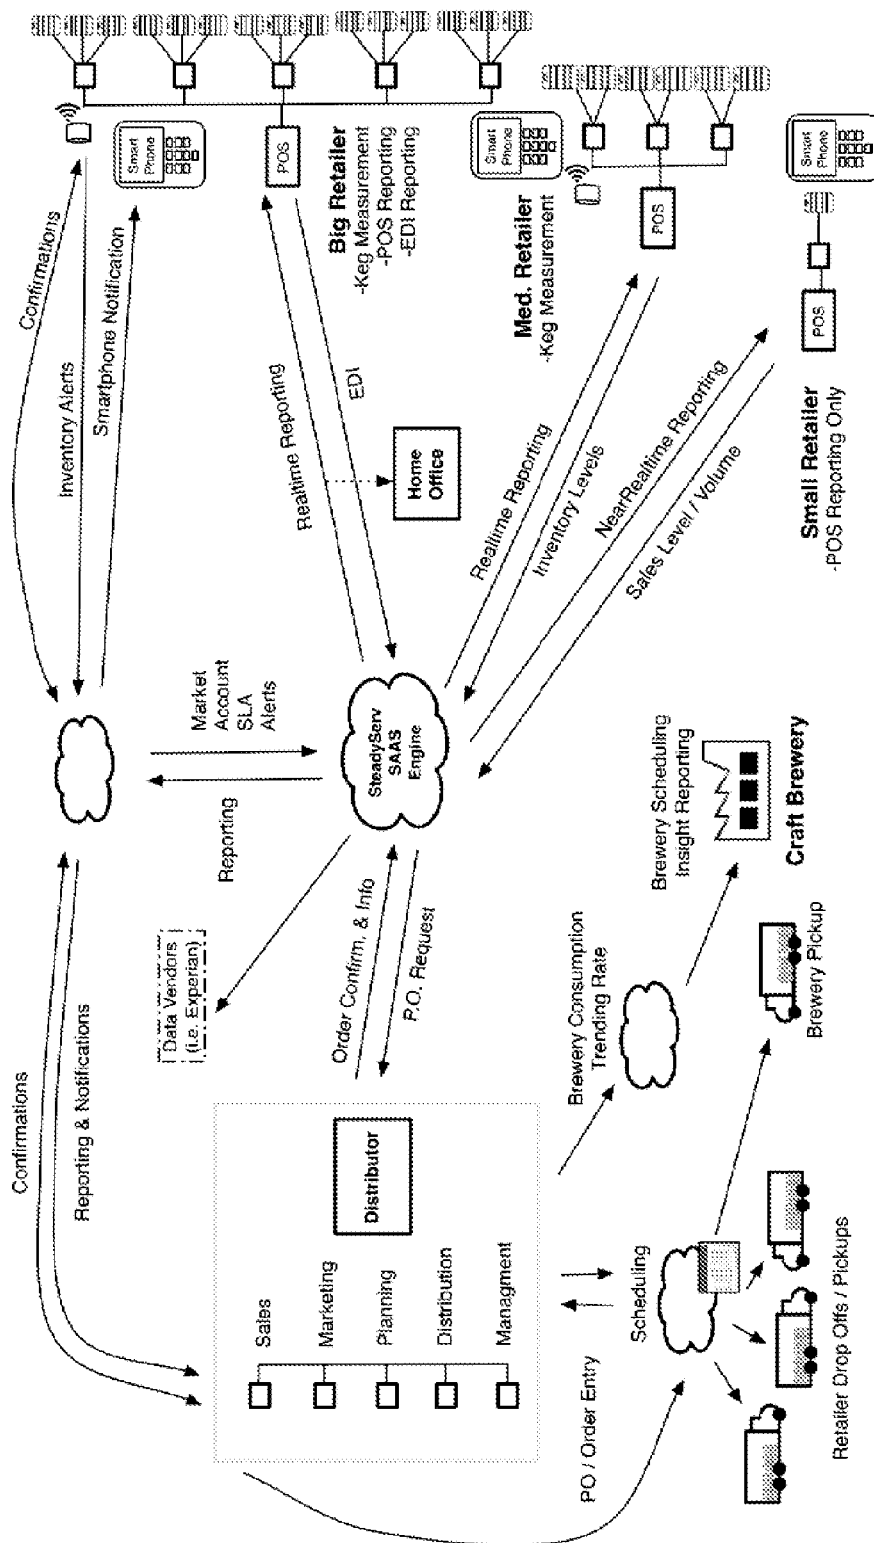 Confirmations
Reporting & Notifications
Confirmations
Inventory Alerts
Smartphone Notification
Smart
Phone
Data Vendors
(i.e. Experian)
Reporting
Market
Account
SLA
Alerts
Sales
Marketing
Planning
Distribution
Managment
Distributor
Order Confirm. & Info
P.O. Request
SteadyServ
SAAS
Engine
Realtime Reporting
EDI
Home
Office
POS
Big Retailer
-Keg Measurement
-POS Reporting
-EDI Reporting
Realtime Reporting
Inventory Levels
Smart
Phone
Med. Retailer
-Keg Measurement
POS
NearRealtime Reporting
Sales Level / Volume
Smart
Phone
POS
Small Retailer
-POS Reporting Only
PO / Order Entry
Scheduling
Brewery Consumption
Trending Rate
Brewery Scheduling
Insight Reporting
Craft Brewery
Brewery Pickup
Retailer Drop Offs / Pickups